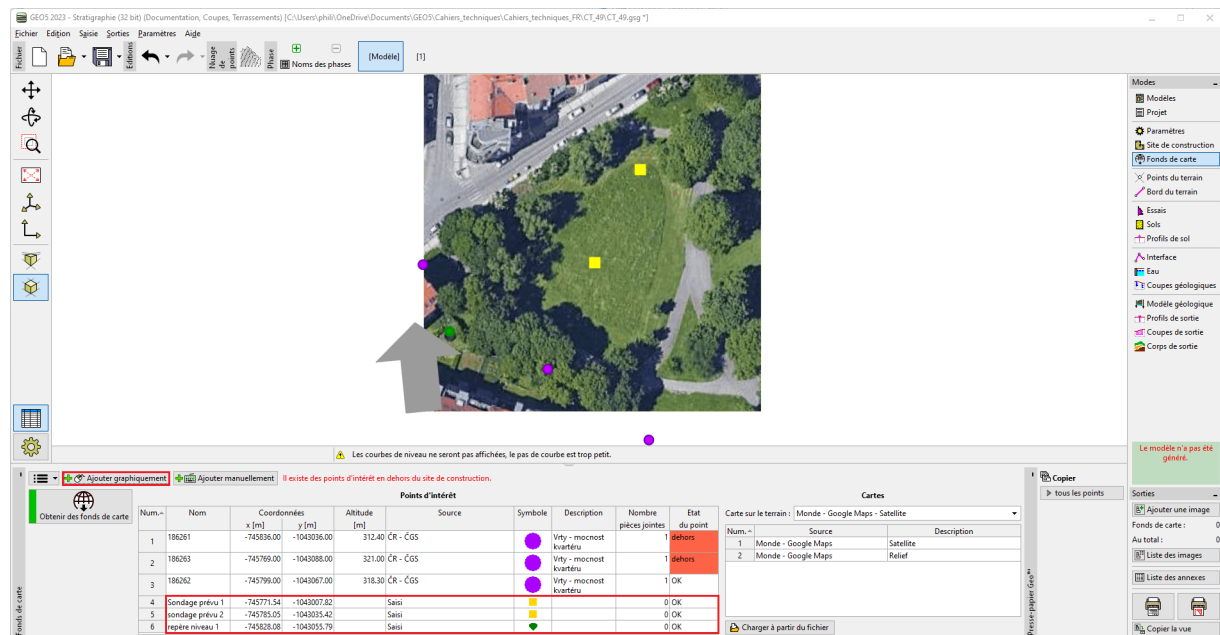 GEO5 2023 - Stratigraphie (32 bit) (Documentation, Coupes, Terrassements) [C:\Users\phili\OneDrive\Documents\GEO5\Cahiers_techniques\Cahiers_techniques_FR\CT_49\CT_49.gsg *]
Fichier Edition Sgisie Sorties Paramètres Aide
Fichier
Editions
Nuage de points
Phase
Noms des phases
[Modèle] [1]
Modes
Modèles
Projet
Paramètres
Site de construction
Fonds de carte
Points du terrain
Bord du terrain
Essais
Sols
Profils de sol
Interface
Eau
Coupes géologiques
Modèle géologique
Profils de sortie
Coupes de sortie
Corps de sortie
Le modèle n'a pas été
généré.
Les courbes de niveau ne seront pas affichées, le pas de courbe est trop petit.
Ajouter graphiquement Ajouter manuellement Il existe des points d'intérêt en dehors du site de construction.
Obtenir des fonds de carte
Fonds de carte
Points d'intérêt
Num. Nom Coordonnées Altitude Source Symbole Description Nombre Etat
x [m] y [m] [m] pièces jointes du point
1 186261 -745836.00 -1043036.00 312.40 ČR - ČGS Vrty - mocnost kvartéru 1 dehors
2 186263 -745769.00 -1043088.00 321.00 ČR - ČGS Vrty - mocnost kvartéru 1 dehors
3 186262 -745799.00 -1043067.00 318.30 ČR - ČGS Vrty - mocnost kvartéru 1 OK
4 Sondage prévu 1 -745771.54 -1043007.82 Saisi 0 OK
5 sondage prévu 2 -745785.05 -1043035.42 Saisi 0 OK
6 repère niveau 1 -745828.08 -1043055.79 Saisi 0 OK
Cartes
Carte sur le terrain : Monde - Google Maps - Satellite
Num. Source Description
1 Monde - Google Maps Satellite
2 Monde - Google Maps Relief
Charger à partir du fichier
Presse-papier Geo™
Copier
tous les points
Sorties
Ajouter une image
Fonds de carte : 0
Au total : 0
Liste des images
Liste des annexes
Copier la vue